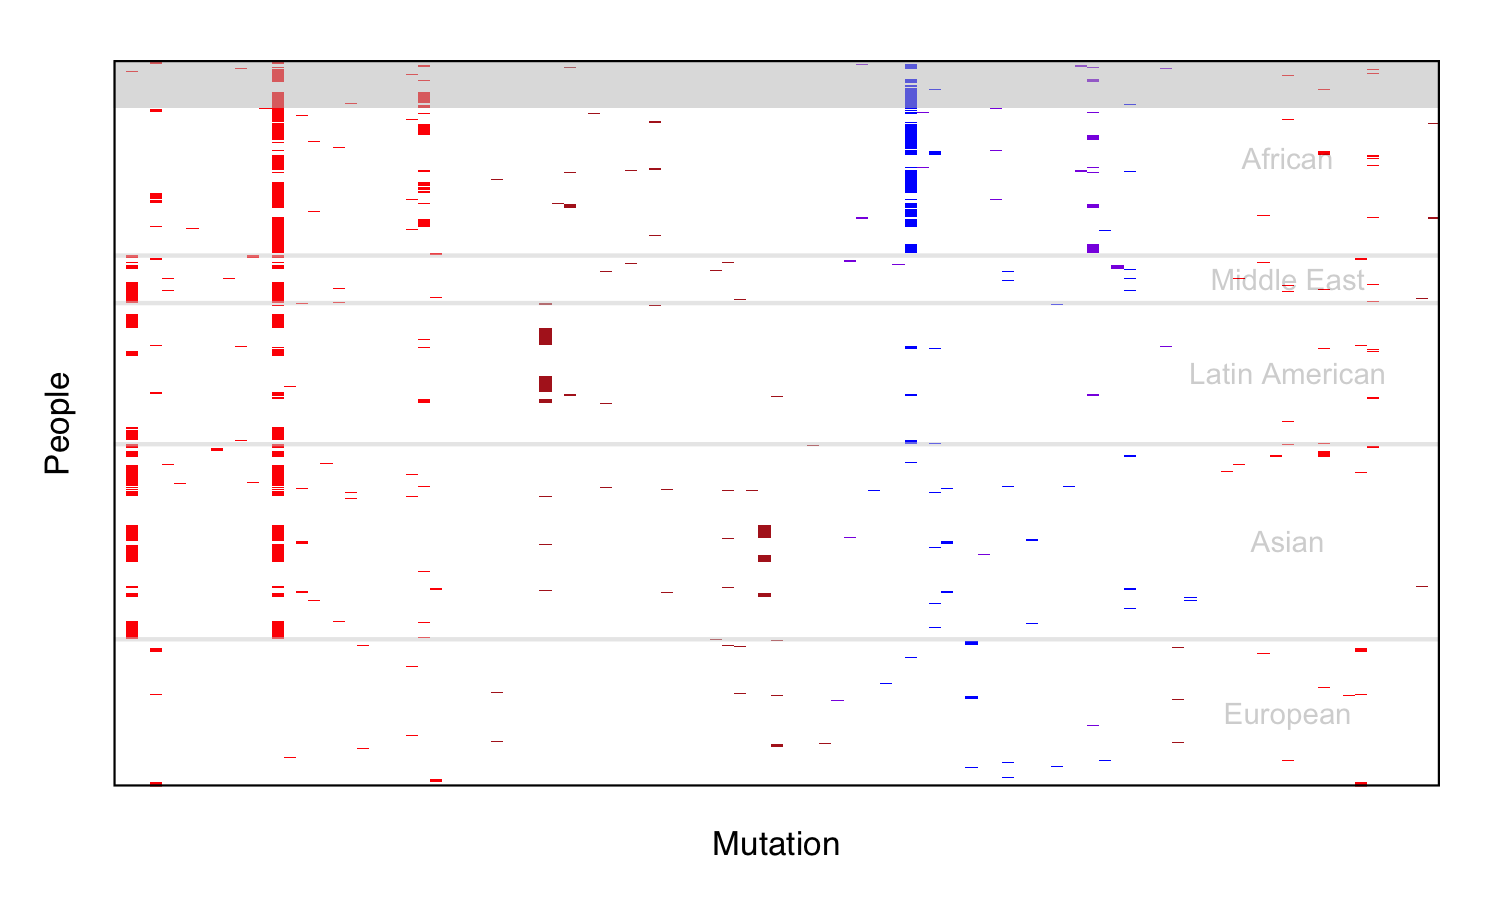 African
Middle East
Latin American
People
Asian
European
Mutation